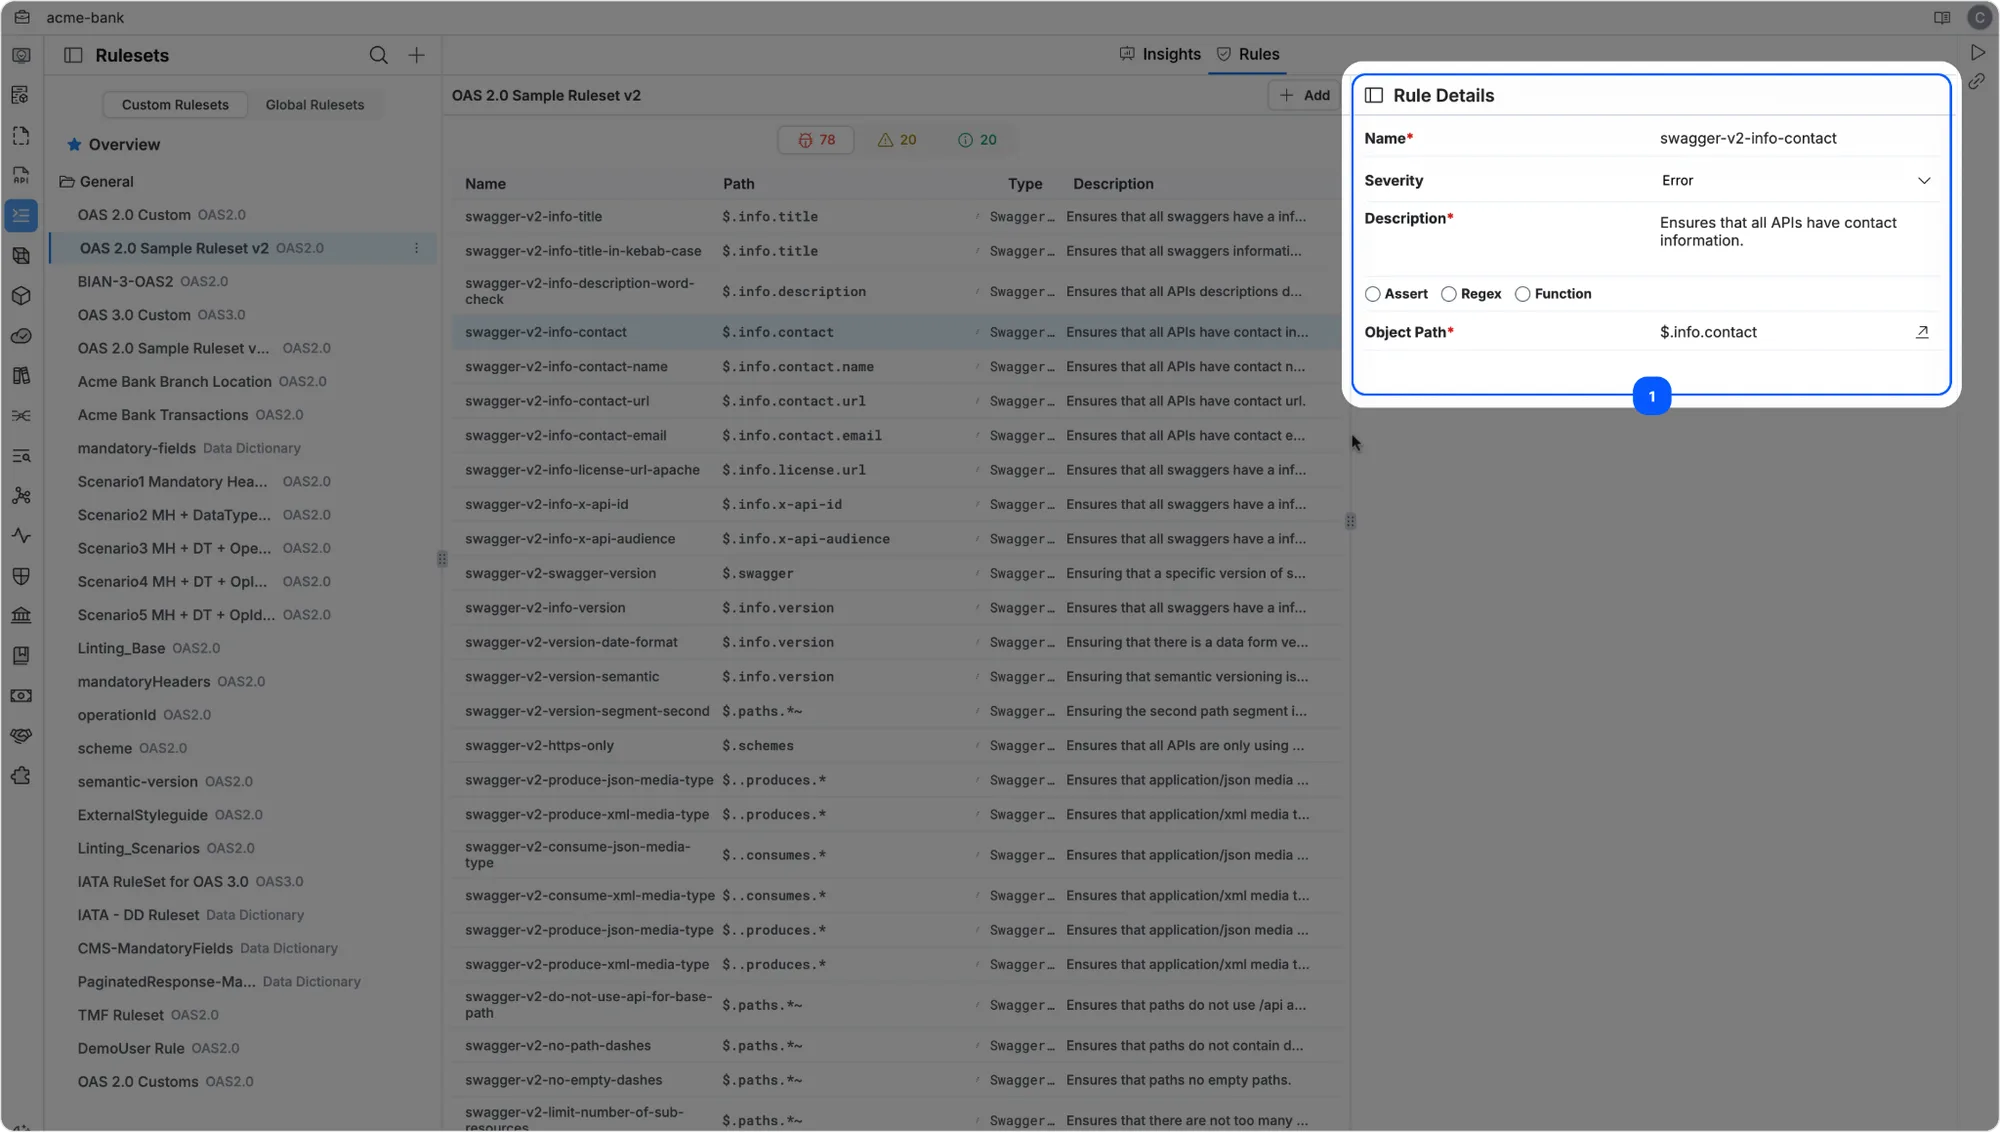 acme-bank
C
Rulesets
Insights
Rules
Custom Rulesets
Global Rulesets
Overview
General
OAS 2.0 Custom OAS2.0
OAS 2.0 Sample Ruleset v2 OAS2.0
BIAN-3-OAS2 OAS2.0
OAS 3.0 Custom OAS3.0
OAS 2.0 Sample Ruleset v... OAS2.0
Acme Bank Branch Location OAS2.0
Acme Bank Transactions OAS2.0
mandatory-fields Data Dictionary
Scenario1 Mandatory Hea... OAS2.0
Scenario2 MH + DataType... OAS2.0
Scenario3 MH + DT + Ope... OAS2.0
Scenario4 MH + DT + OpI... OAS2.0
Scenario5 MH + DT + OpId... OAS2.0
Linting_Base OAS2.0
mandatoryHeaders OAS2.0
operationId OAS2.0
scheme OAS2.0
semantic-version OAS2.0
ExternalStyleguide OAS2.0
Linting_Scenarios OAS2.0
IATA RuleSet for OAS 3.0 OAS3.0
IATA - DD Ruleset Data Dictionary
CMS-MandatoryFields Data Dictionary
PaginatedResponse-Ma... Data Dictionary
TMF Ruleset OAS2.0
DemoUser Rule OAS2.0
OAS 2.0 Customs OAS2.0
API
OAS 2.0 Sample Ruleset v2
+ Add
78
20
20
Name Path Type Description
swagger-v2-info-title $.info.title / Swagger… Ensures that all swaggers have a inf...
swagger-v2-info-title-in-kebab-case $.info.title / Swagger… Ensures that all swaggers informati...
swagger-v2-info-description-word-
check $.info.description / Swagger… Ensures that all APIs descriptions d...
swagger-v2-info-contact $.info.contact / Swagger… Ensures that all APIs have contact in...
swagger-v2-info-contact-name $.info.contact.name / Swagger… Ensures that all APIs have contact n...
swagger-v2-info-contact-url $.info.contact.url / Swagger… Ensures that all APIs have contact url.
swagger-v2-info-contact-email $.info.contact.email / Swagger… Ensures that all APIs have contact e...
swagger-v2-info-license-url-apache $.info.license.url / Swagger… Ensures that all swaggers have a inf...
swagger-v2-info-x-api-id $.info.x-api-id / Swagger… Ensures that all swaggers have a inf...
swagger-v2-info-x-api-audience $.info.x-api-audience / Swagger… Ensures that all swaggers have a inf...
swagger-v2-swagger-version $.swagger / Swagger… Ensuring that a specific version of s...
swagger-v2-info-version $.info.version / Swagger… Ensures that all swaggers have a inf...
swagger-v2-version-date-format $.info.version / Swagger… Ensuring that there is a data form ve...
swagger-v2-version-semantic $.info.version / Swagger… Ensuring that semantic versioning is...
swagger-v2-version-segment-second $.paths.*~ / Swagger… Ensuring the second path segment i...
swagger-v2-https-only $.schemes / Swagger… Ensures that all APIs are only using ...
swagger-v2-produce-json-media-type $..produces.* / Swagger… Ensures that application/json media ...
swagger-v2-produce-xml-media-type $..produces.* / Swagger… Ensures that application/xml media t...
swagger-v2-consume-json-media-
type $..consumes.* / Swagger… Ensures that application/json media ...
swagger-v2-consume-xml-media-type $..consumes.* / Swagger… Ensures that application/xml media t...
swagger-v2-produce-json-media-type $..produces.* / Swagger… Ensures that application/json media ...
swagger-v2-produce-xml-media-type $..produces.* / Swagger… Ensures that application/xml media t...
swagger-v2-do-not-use-api-for-base-
path $.paths.*~ / Swagger… Ensures that paths do not use /api a...
swagger-v2-no-path-dashes $.paths.*~ / Swagger… Ensures that paths do not contain d...
swagger-v2-no-empty-dashes $.paths.*~ / Swagger… Ensures that paths no empty paths.
swagger-v2-limit-number-of-sub-
resources $.paths.*~ / Swagger… Ensures that there are not too many ...
Rule Details
Name* swagger-v2-info-contact
Severity Error
Description* Ensures that all APIs have contact
information.
Assert Regex Function
Object Path* $.info.contact
1